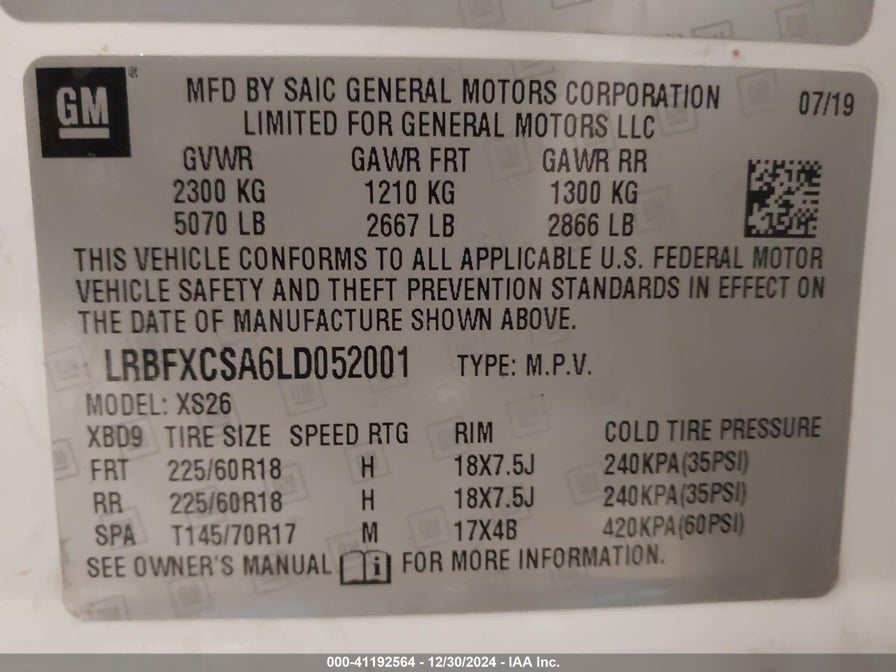 GM
MFD BY SAIC GENERAL MOTORS CORPORATION
LIMITED FOR GENERAL MOTORS LLC
07/19
GVWR GAWR FRT GAWR RR
2300 KG 1210 KG 1300 KG
5070 LB 2667 LB 2866 LB
THIS VEHICLE CONFORMS TO ALL APPLICABLE U.S. FEDERAL MOTOR
VEHICLE SAFETY AND THEFT PREVENTION STANDARDS IN EFFECT ON
THE DATE OF MANUFACTURE SHOWN ABOVE.
LRBFXCSA6LD052001 TYPE: M.P.V.
MODEL: XS26
XBD9 TIRE SIZE SPEED RTG RIM COLD TIRE PRESSURE
FRT 225/60R18 H 18X7.5J 240KPA(35PSI)
RR 225/60R18 H 18X7.5J 240KPA(35PSI)
SPA T145/70R17 M 17X4B 420KPA(60PSI)
SEE OWNER'S MANUAL i FOR MORE INFORMATION.
000-41192564 - 12/30/2024 - IAA Inc.